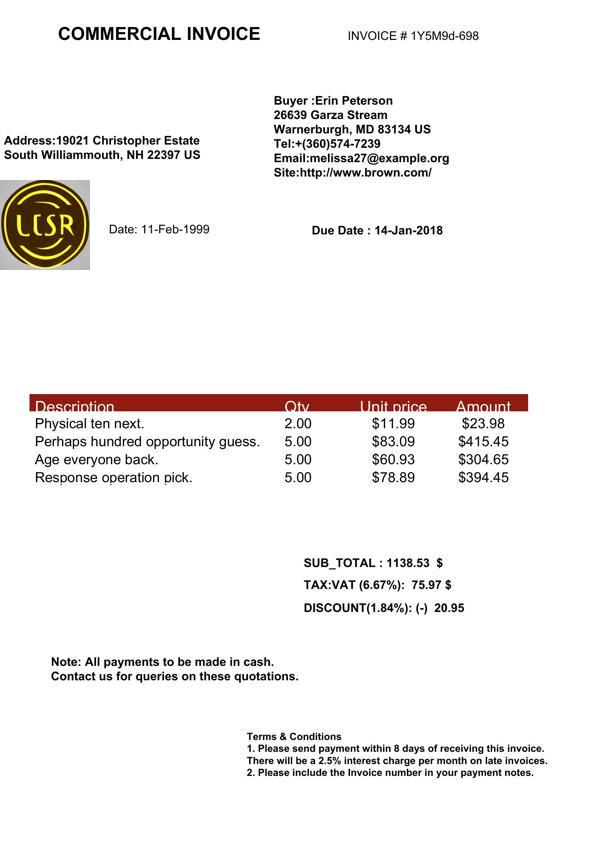 COMMERCIAL INVOICE
INVOICE # 1Y5M9d-698
Buyer :Erin Peterson
26639 Garza Stream
Warnerburgh, MD 83134 US
Tel:+(360)574-7239
Email:melissa27@example.org
Site:http://www.brown.com/
Address:19021 Christopher Estate
South Williammouth, NH 22397 US
LCSR
Date: 11-Feb-1999
Due Date : 14-Jan-2018
Description Qty Unit price Amount
Physical ten next. 2.00 $11.99 $23.98
Perhaps hundred opportunity guess. 5.00 $83.09 $415.45
Age everyone back. 5.00 $60.93 $304.65
Response operation pick. 5.00 $78.89 $394.45
SUB_TOTAL : 1138.53 $
TAX:VAT (6.67%): 75.97 $
DISCOUNT(1.84%): (-) 20.95
Note: All payments to be made in cash.
Contact us for queries on these quotations.
Terms & Conditions
1. Please send payment within 8 days of receiving this invoice.
There will be a 2.5% interest charge per month on late invoices.
2. Please include the Invoice number in your payment notes.